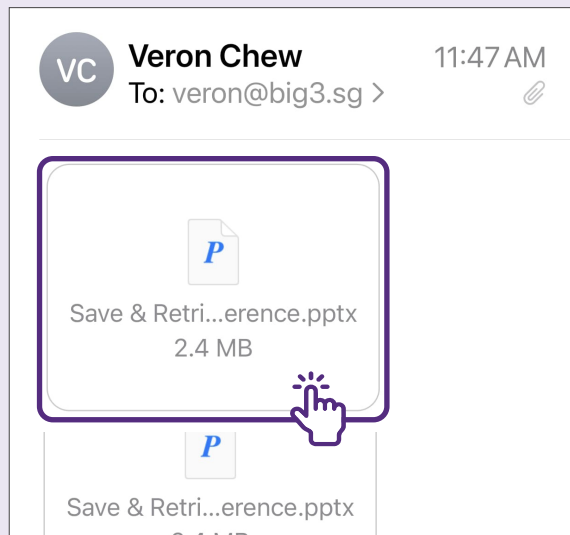 VC
Veron Chew
11:47 AM
To: veron@big3.sg
P
Save & Retri...erence.pptx
2.4 MB
P
Save & Retri...erence.pptx